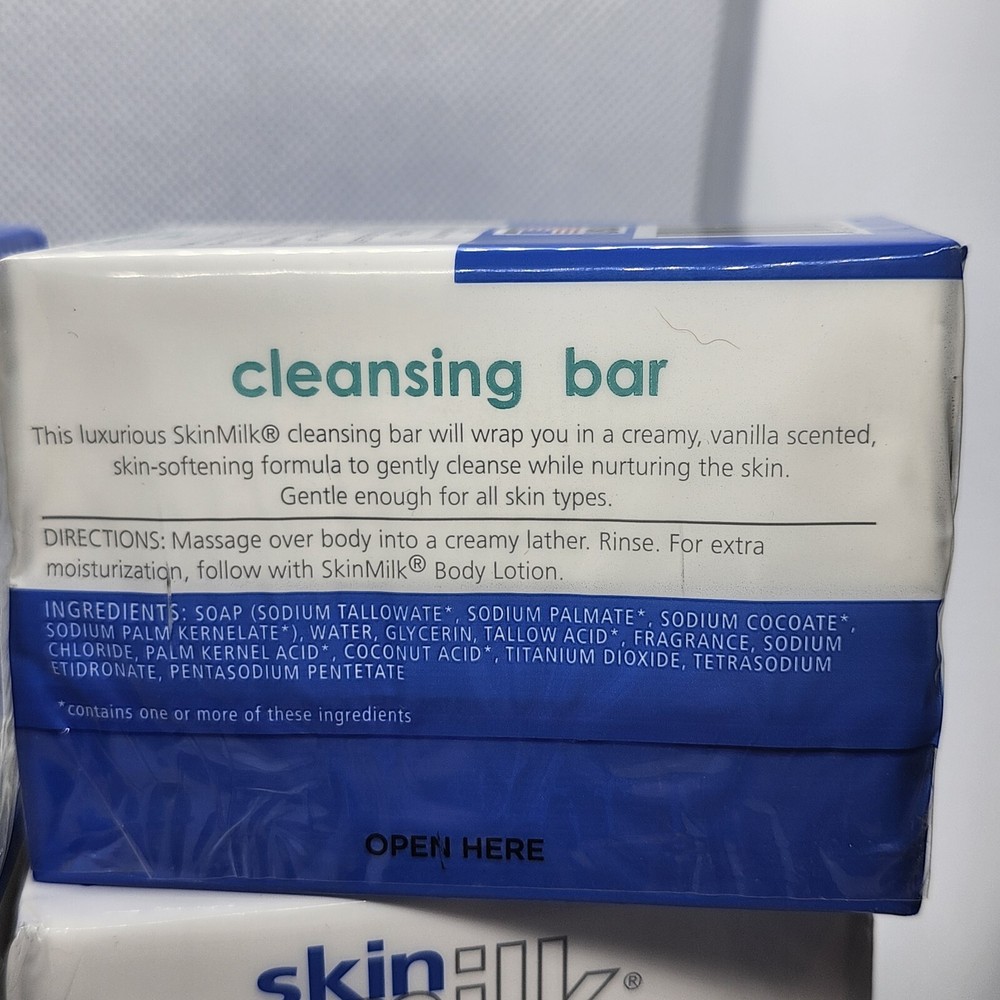 cleansing bar
This luxurious SkinMilk® cleansing bar will wrap you in a creamy, vanilla scented,
skin-softening formula to gently cleanse while nurturing the skin.
Gentle enough for all skin types.
DIRECTIONS: Massage over body into a creamy lather. Rinse. For extra
moisturization, follow with SkinMilk® Body Lotion.
INGREDIENTS: SOAP (SODIUM TALLOWATE*, SODIUM PALMATE*, SODIUM COCOATE*,
SODIUM PALM KERNELATE*), WATER, GLYCERIN, TALLOW ACID*, FRAGRANCE, SODIUM
CHLORIDE, PALM KERNEL ACID*, COCONUT ACID*, TITANIUM DIOXIDE, TETRASODIUM
ETIDRONATE, PENTASODIUM PENTETATE
*contains one or more of these ingredients
OPEN HERE
skin milk®